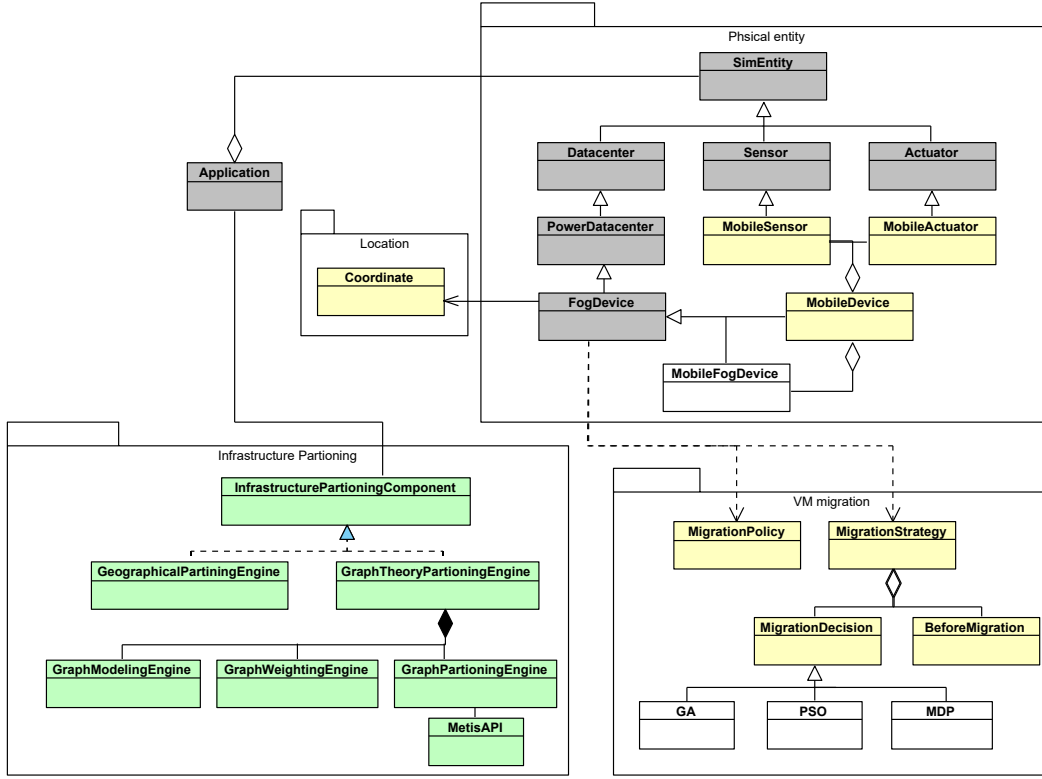 Phsical entity
SimEntity
Datacenter
Sensor
Actuator
Application
PowerDatacenter
MobileSensor
MobileActuator
Location
Coordinate
FogDevice
MobileDevice
MobileFogDevice
Infrastructure Partioning
InfrastructurePartioningComponent
VM migration
MigrationPolicy
MigrationStrategy
GeographicalPartiningEngine
GraphTheoryPartioningEngine
MigrationDecision
BeforeMigration
GraphModelingEngine
GraphWeightingEngine
GraphPartioningEngine
GA
PSO
MDP
MetisAPI